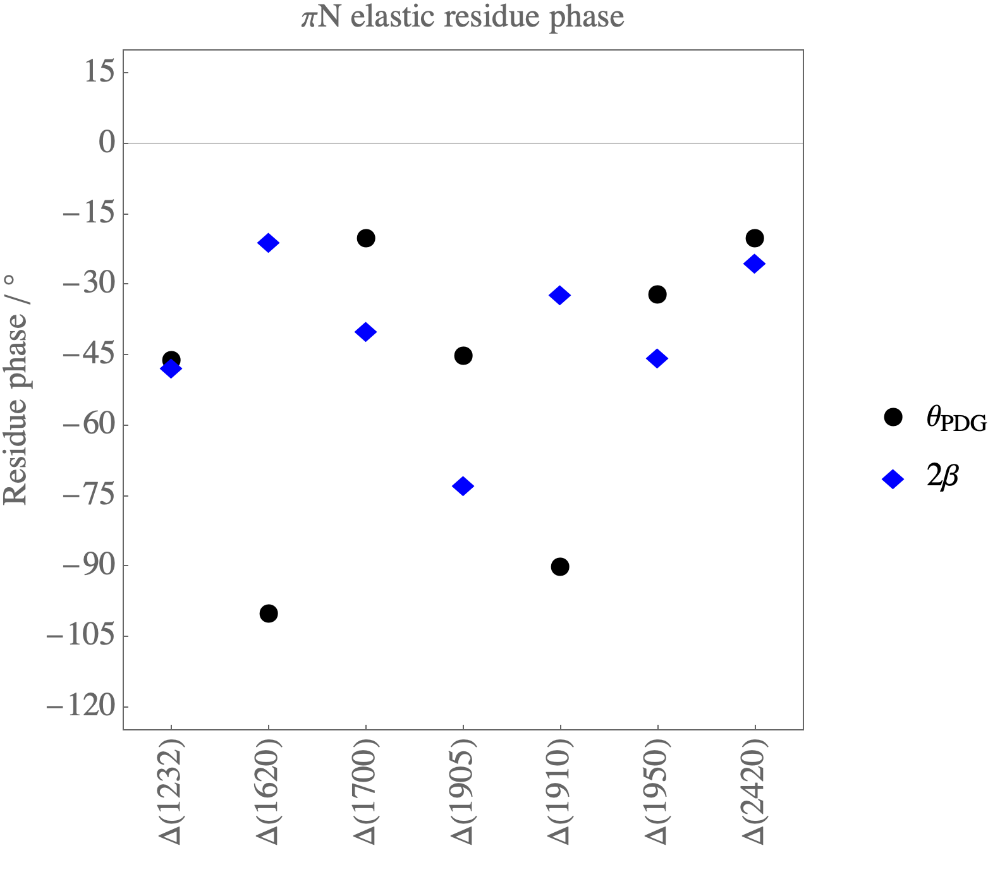 πN elastic residue phase
Residue phase / °
15
0
−15
−30
−45
−60
−75
−90
−105
−120
Δ(1232)
Δ(1620)
Δ(1700)
Δ(1905)
Δ(1910)
Δ(1950)
Δ(2420)
θPDG
2β